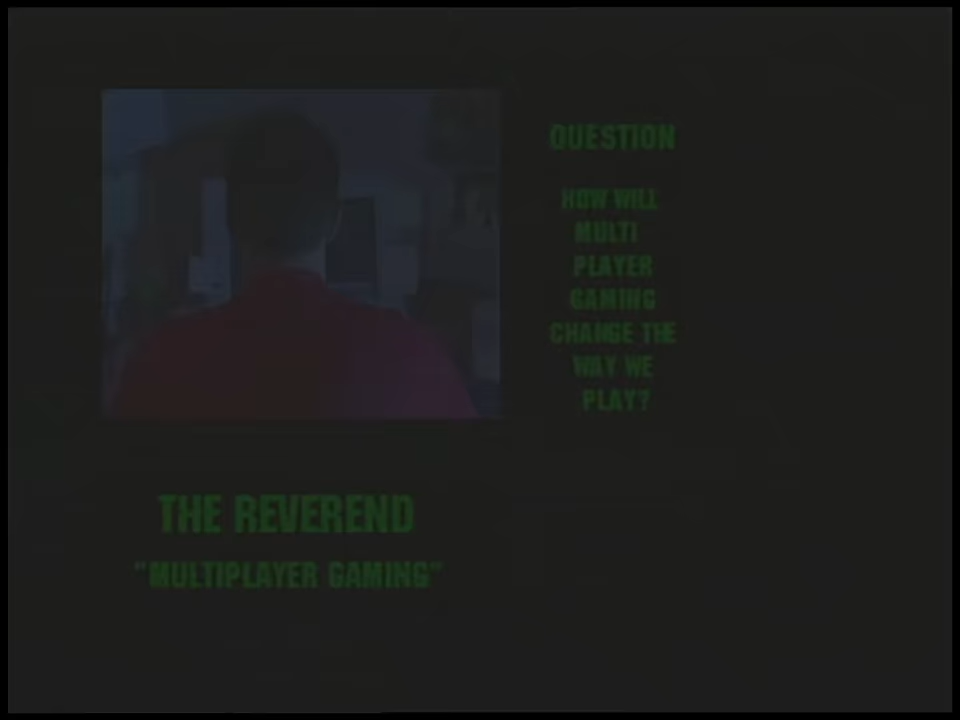 QUESTION
HOW WILL
MULTI
PLAYER
GAMING
CHANGE THE
WAY WE
PLAY?
THE REVEREND
"MULTIPLAYER GAMING"